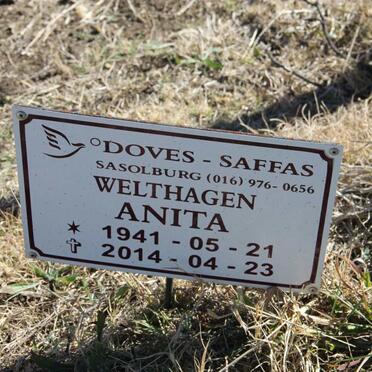 °DOVES - SAFFAS
SASOLBURG (016) 976- 0656
WELTHAGEN
ANITA
1941 - 05 - 21
2014 - 04 - 23